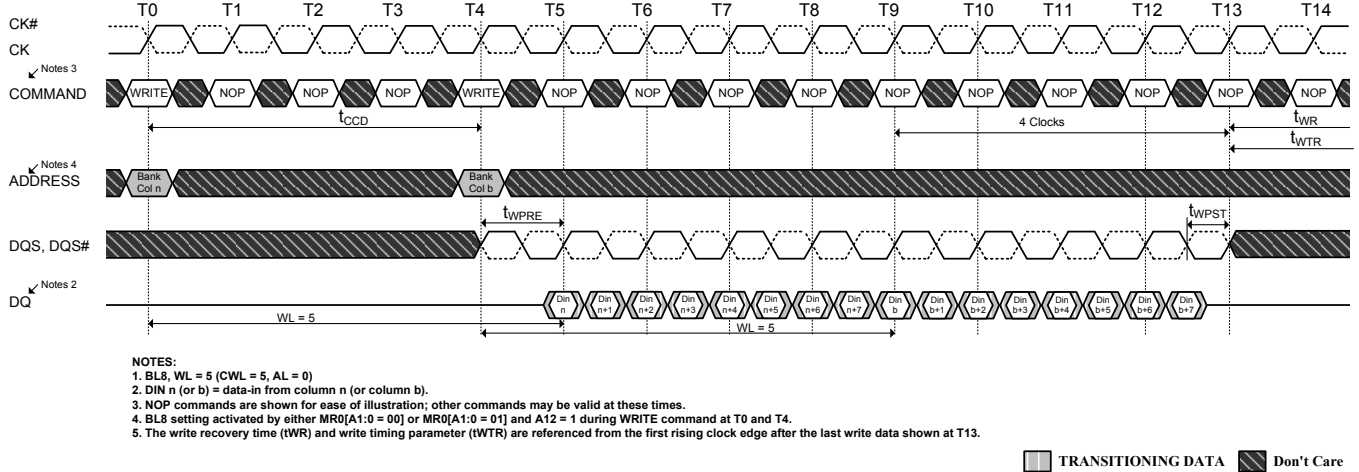 T0 T1 T2 T3 T4 T5 T6 T7 T8 T9 T10 T11 T12 T13 T14
CK#
CK
Notes 3
COMMAND WRITE NOP NOP NOP WRITE NOP NOP NOP NOP NOP NOP NOP NOP NOP NOP
tCCD 4 Clocks tWR
tWTR
Notes 4
ADDRESS Bank Col n Bank Col b
tWPRE tWPST
DQS, DQS#
Notes 2
DQ Din n Din n+1 Din n+2 Din n+3 Din n+4 Din n+5 Din n+6 Din n+7 Din b Din b+1 Din b+2 Din b+3 Din b+4 Din b+5 Din b+6 Din b+7
WL = 5 WL = 5
NOTES:
1. BL8, WL = 5 (CWL = 5, AL = 0)
2. DIN n (or b) = data-in from column n (or column b).
3. NOP commands are shown for ease of illustration; other commands may be valid at these times.
4. BL8 setting activated by either MR0[A1:0 = 00] or MR0[A1:0 = 01] and A12 = 1 during WRITE command at T0 and T4.
5. The write recovery time (tWR) and write timing parameter (tWTR) are referenced from the first rising clock edge after the last write data shown at T13.
TRANSITIONING DATA Don't Care